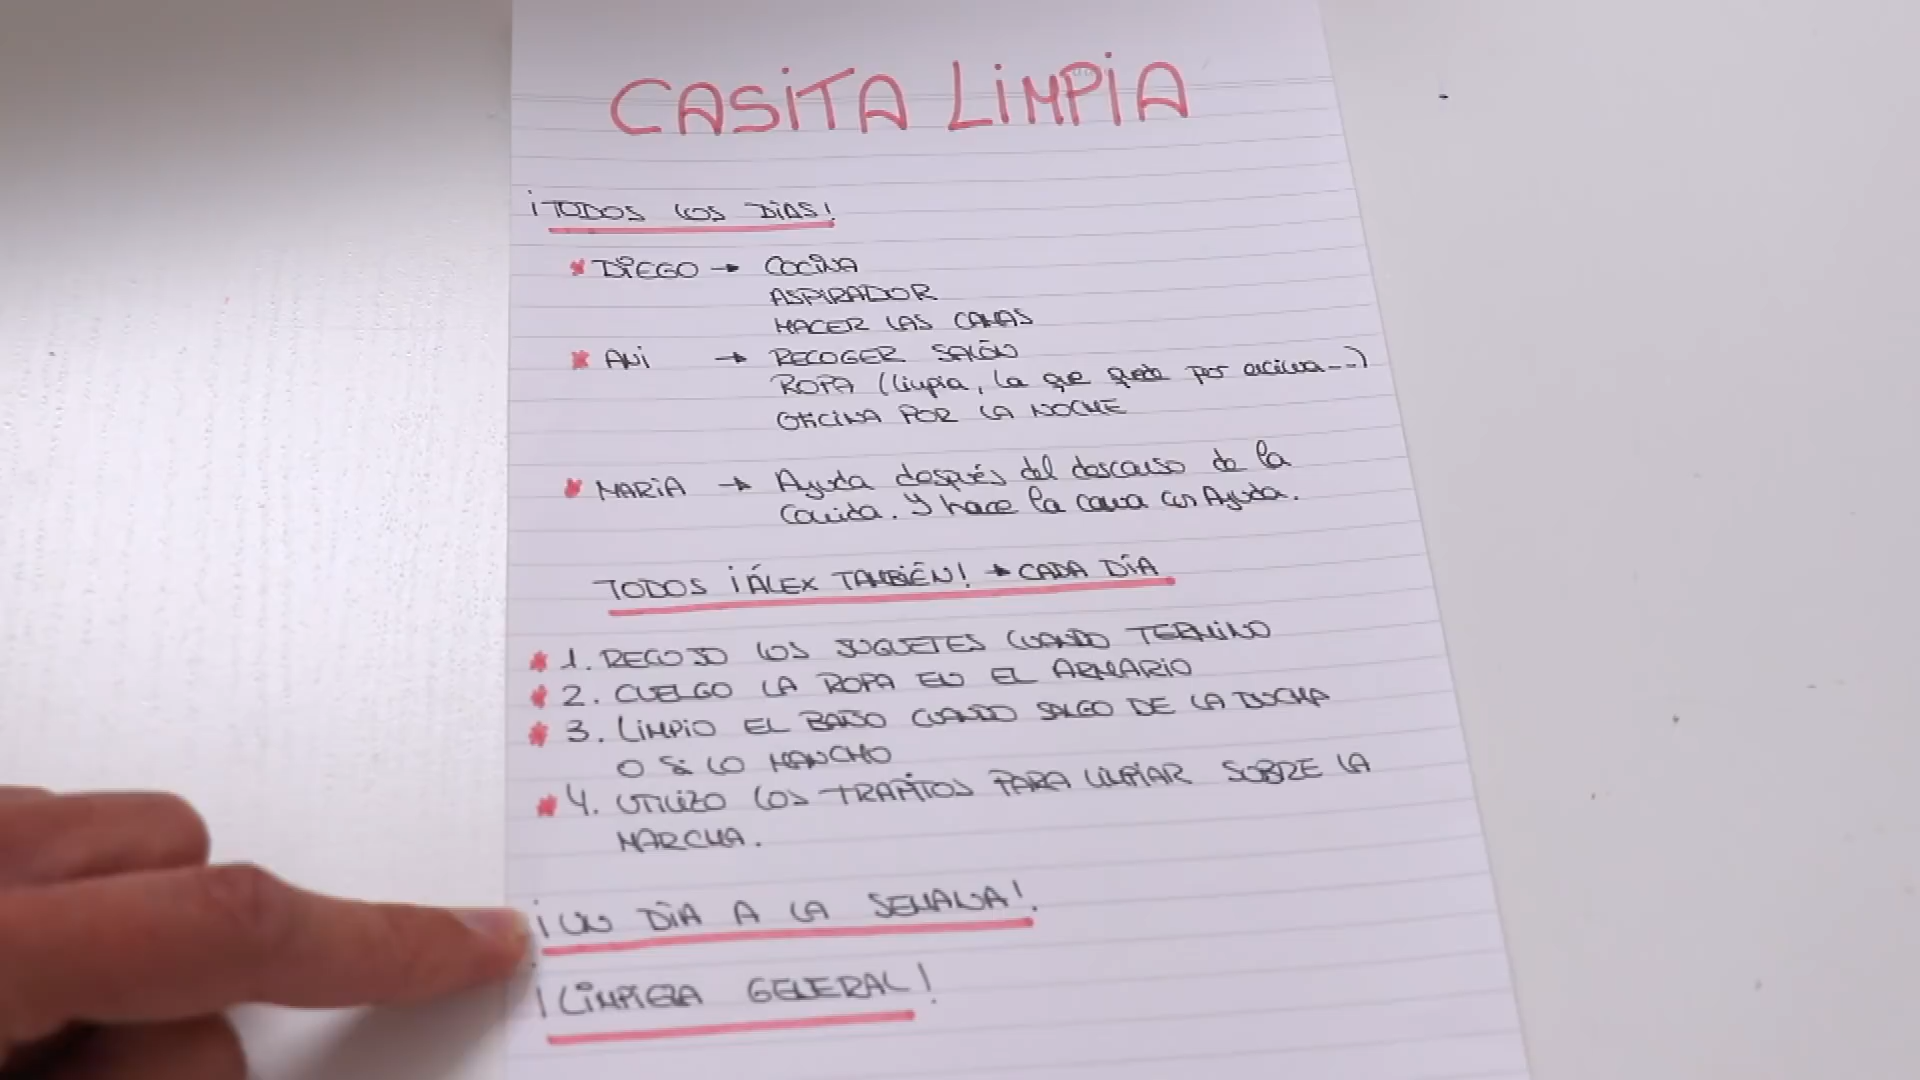 CASITA LIMPIA
¡TODOS LOS DÍAS!
DIEGO → COCINA
ASPIRADOR
HACER LAS CAMAS
ANI → RECOGER SALÓN
ROPA (limpia, la que queda por encima...)
OFICINA POR LA NOCHE
MARÍA → Ayuda después del descanso de la
comida. Y hace la cama con Ayuda.
TODOS ¡ÁLEX TAMBIÉN! → CADA DÍA
1. RECOJO LOS JUGUETES CUANDO TERMINO
2. CUELGO LA ROPA EN EL ARMARIO
3. LIMPIO EL BAÑO CUANDO SALGO DE LA DUCHA
O SI LO MANCHO
4. UTILIZO LOS TRAPITOS PARA LIMPIAR SOBRE LA
MARCHA.
¡UN DÍA A LA SEMANA!
¡LIMPIEZA GENERAL!